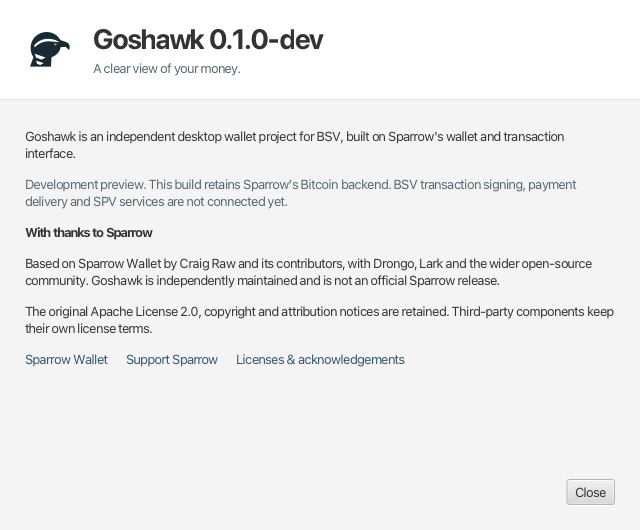 Goshawk 0.1.0-dev
A clear view of your money.
Goshawk is an independent desktop wallet project for BSV, built on Sparrow's wallet and transaction
interface.
Development preview. This build retains Sparrow's Bitcoin backend. BSV transaction signing, payment
delivery and SPV services are not connected yet.
With thanks to Sparrow
Based on Sparrow Wallet by Craig Raw and its contributors, with Drongo, Lark and the wider open-source
community. Goshawk is independently maintained and is not an official Sparrow release.
The original Apache License 2.0, copyright and attribution notices are retained. Third-party components keep
their own license terms.
Sparrow Wallet Support Sparrow Licenses & acknowledgements
Close